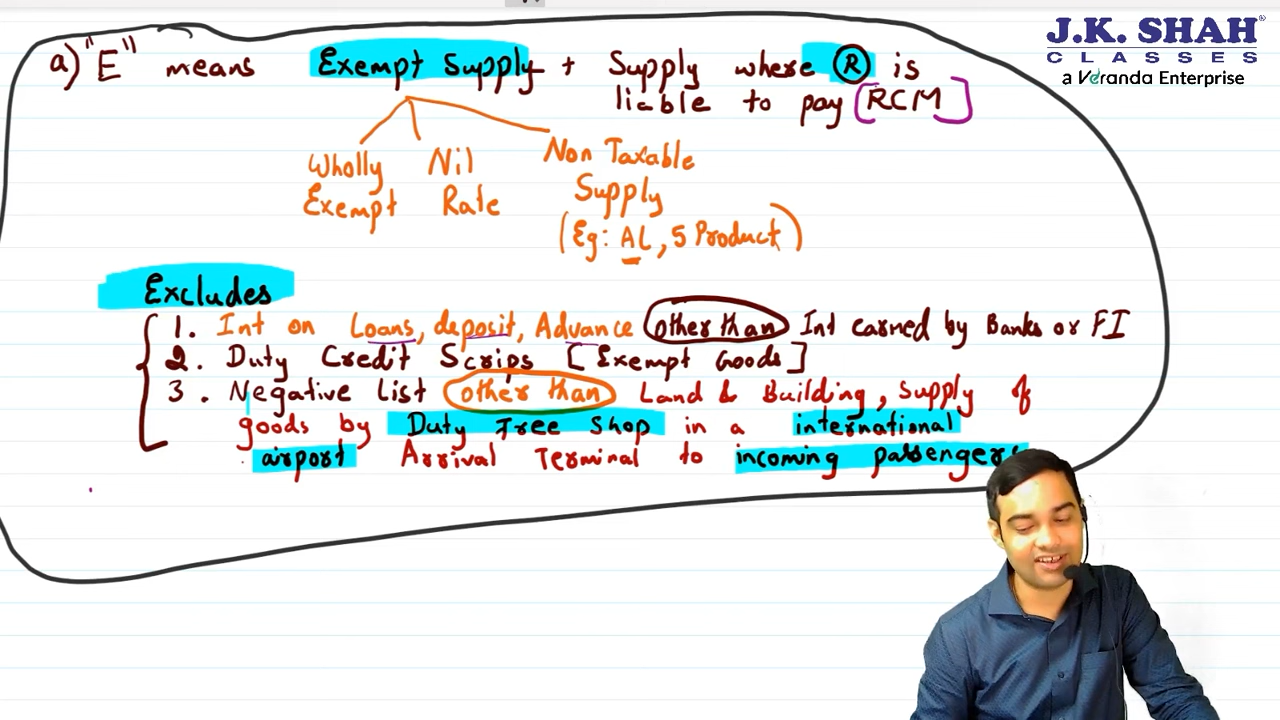 J.K. SHAH®
CLASSES
a Veranda Enterprise
a) "E" means Exempt Supply + Supply where Ⓡ is
liable to pay [RCM]
Wholly Exempt
Nil Rate
Non Taxable Supply
(Eg: AL, 5 Product)
Excludes
1. Int on Loans, deposit, Advance other than Int earned by Banks or FI
2. Duty Credit Scrips [Exempt Goods]
3. Negative List other than Land & Building, Supply of
goods by Duty Free Shop in a international
airport Arrival Terminal to incoming passengers